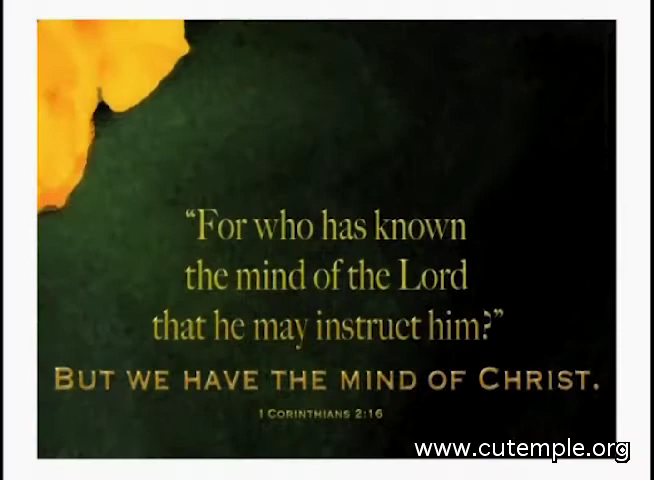 “For who has known
the mind of the Lord
that he may instruct him?”
BUT WE HAVE THE MIND OF CHRIST.
1 CORINTHIANS 2:16
www.cutemple.org